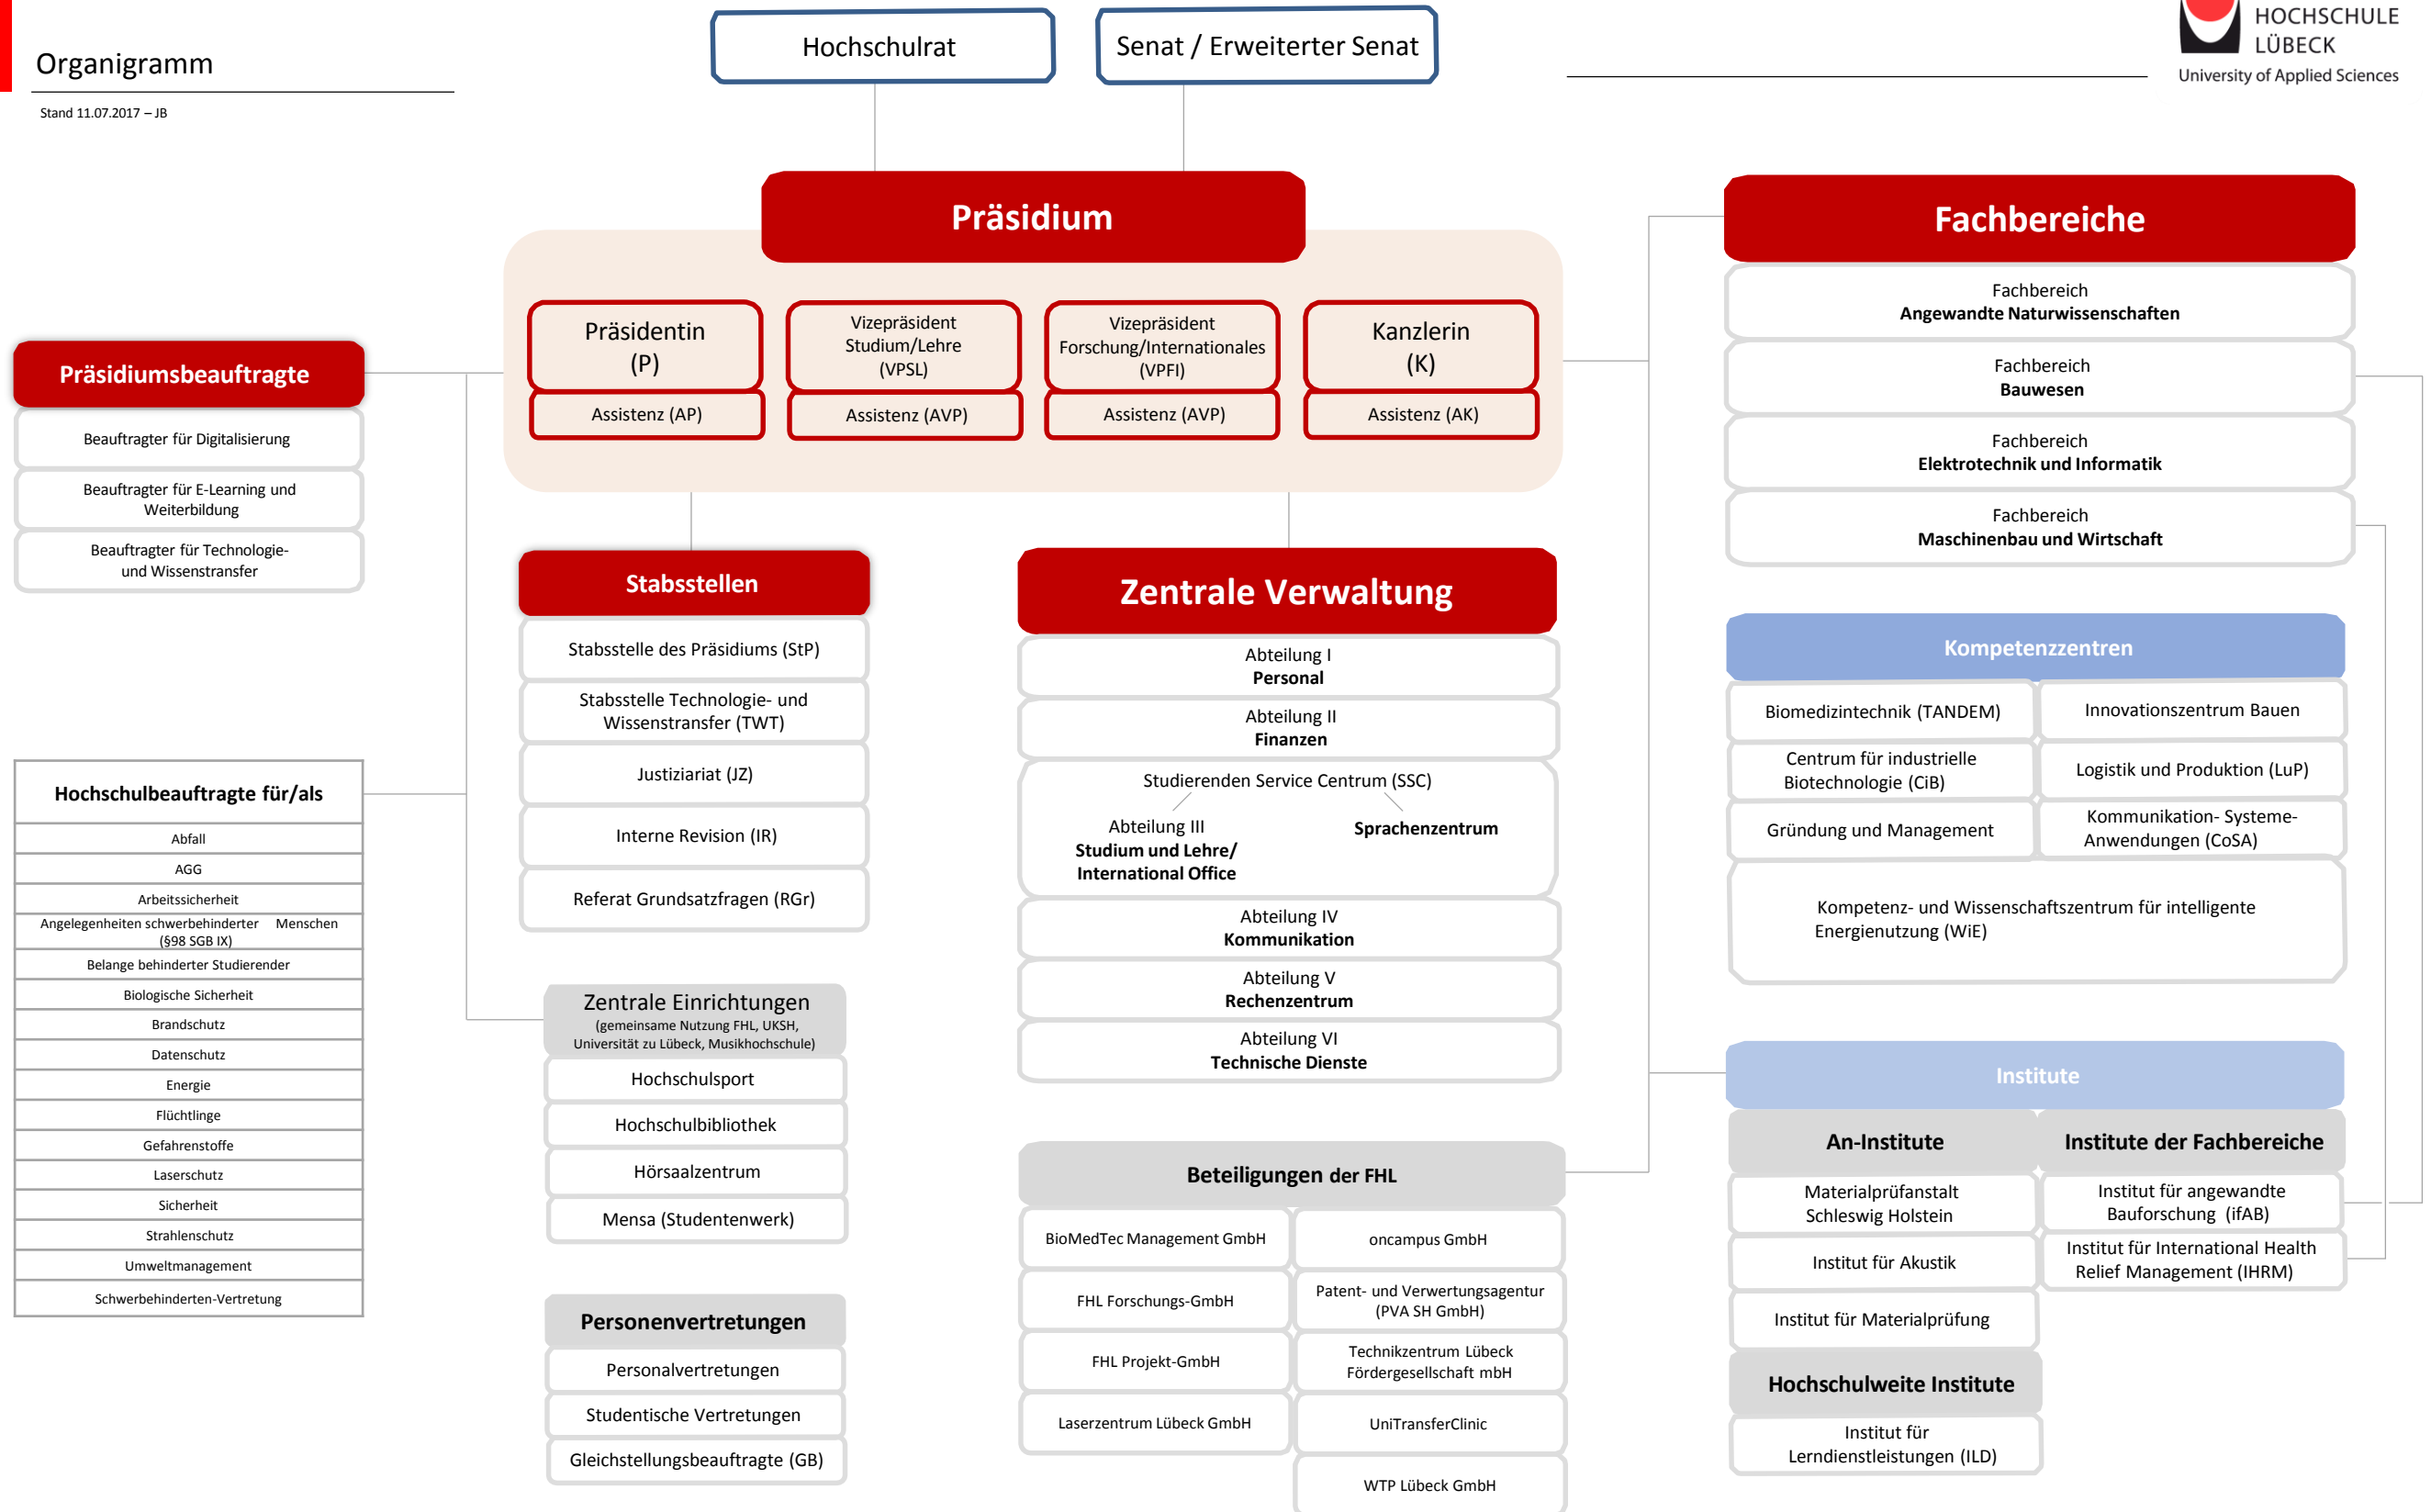 Organigramm
Stand 11.07.2017 – JB
Hochschulrat
Senat / Erweiterter Senat
HOCHSCHULE
LÜBECK
University of Applied Sciences
Präsidium
Präsidentin
(P)
Assistenz (AP)
Vizepräsident
Studium/Lehre
(VPSL)
Assistenz (AVP)
Vizepräsident
Forschung/Internationales
(VPFI)
Assistenz (AVP)
Kanzlerin
(K)
Assistenz (AK)
Präsidiumsbeauftragte
Beauftragter für Digitalisierung
Beauftragter für E-Learning und
Weiterbildung
Beauftragter für Technologie-
und Wissenstransfer
Hochschulbeauftragte für/als
Abfall
AGG
Arbeitssicherheit
Angelegenheiten schwerbehinderter Menschen
(§98 SGB IX)
Belange behinderter Studierender
Biologische Sicherheit
Brandschutz
Datenschutz
Energie
Flüchtlinge
Gefahrenstoffe
Laserschutz
Sicherheit
Strahlenschutz
Umweltmanagement
Schwerbehinderten-Vertretung
Stabsstellen
Stabsstelle des Präsidiums (StP)
Stabsstelle Technologie- und
Wissenstransfer (TWT)
Justiziariat (JZ)
Interne Revision (IR)
Referat Grundsatzfragen (RGr)
Zentrale Einrichtungen
(gemeinsame Nutzung FHL, UKSH,
Universität zu Lübeck, Musikhochschule)
Hochschulsport
Hochschulbibliothek
Hörsaalzentrum
Mensa (Studentenwerk)
Personenvertretungen
Personalvertretungen
Studentische Vertretungen
Gleichstellungsbeauftragte (GB)
Zentrale Verwaltung
Abteilung I
Personal
Abteilung II
Finanzen
Studierenden Service Centrum (SSC)
Abteilung III
Studium und Lehre/
International Office
Sprachenzentrum
Abteilung IV
Kommunikation
Abteilung V
Rechenzentrum
Abteilung VI
Technische Dienste
Beteiligungen der FHL
BioMedTec Management GmbH
FHL Forschungs-GmbH
FHL Projekt-GmbH
Laserzentrum Lübeck GmbH
oncampus GmbH
Patent- und Verwertungsagentur
(PVA SH GmbH)
Technikzentrum Lübeck
Fördergesellschaft mbH
UniTransferClinic
WTP Lübeck GmbH
Fachbereiche
Fachbereich
Angewandte Naturwissenschaften
Fachbereich
Bauwesen
Fachbereich
Elektrotechnik und Informatik
Fachbereich
Maschinenbau und Wirtschaft
Kompetenzzentren
Biomedizintechnik (TANDEM)
Innovationszentrum Bauen
Centrum für industrielle
Biotechnologie (CiB)
Logistik und Produktion (LuP)
Gründung und Management
Kommunikation- Systeme-
Anwendungen (CoSA)
Kompetenz- und Wissenschaftszentrum für intelligente
Energienutzung (WiE)
Institute
An-Institute
Materialprüfanstalt
Schleswig Holstein
Institut für Akustik
Institut für Materialprüfung
Institute der Fachbereiche
Institut für angewandte
Bauforschung (ifAB)
Institut für International Health
Relief Management (IHRM)
Hochschulweite Institute
Institut für
Lerndienstleistungen (ILD)